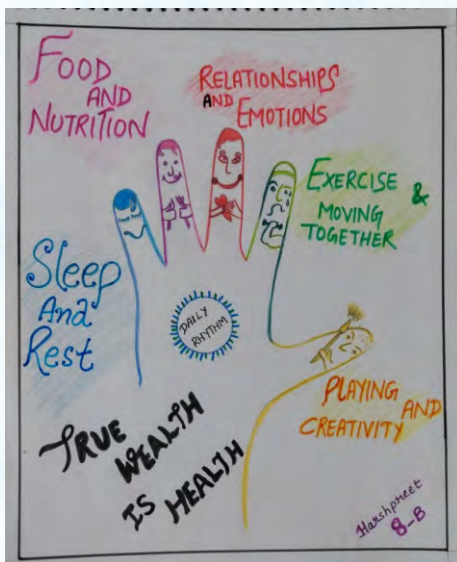 FOOD
AND
NUTRITION
RELATIONSHIPS
AND
EMOTIONS
EXERCISE &
MOVING
TOGETHER
Sleep
And
Rest
DAILY
RHYTHM
PLAYING
AND
CREATIVITY
TRUE
WEALTH
IS HEALTH
Harshpreet
8-B